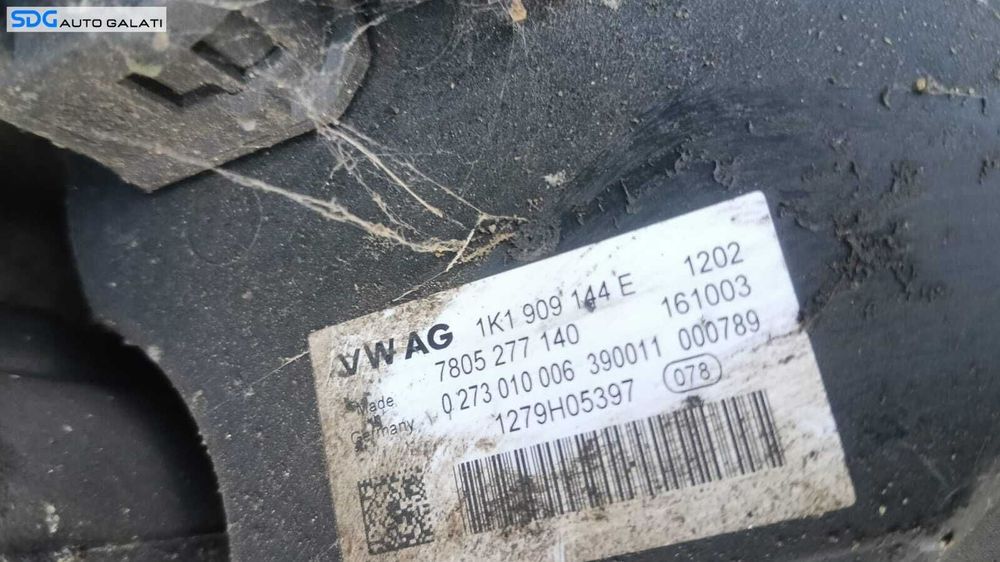 SDG AUTO GALATI
VW AG 1K1 909 144 E 1202
7805 277 140 161003
Made 0 273 010 006 390011 000789
Germany 1279H05397 078